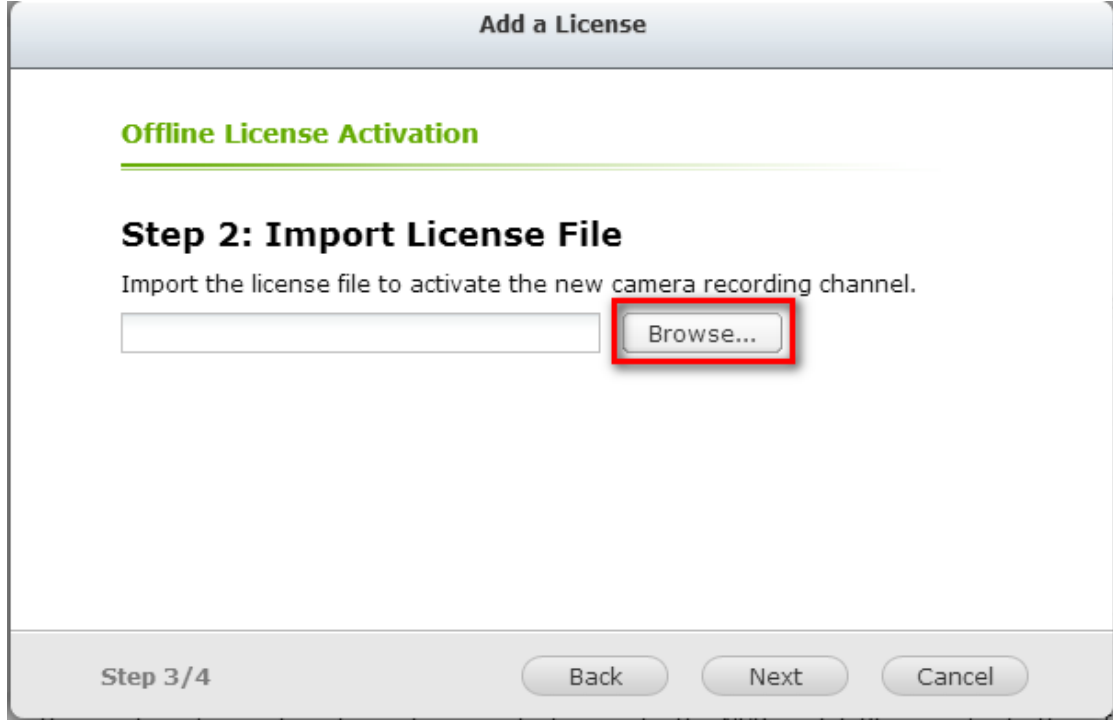 Add a License
Offline License Activation
Step 2: Import License File
Import the license file to activate the new camera recording channel.
Browse...
Step 3/4
Back
Next
Cancel